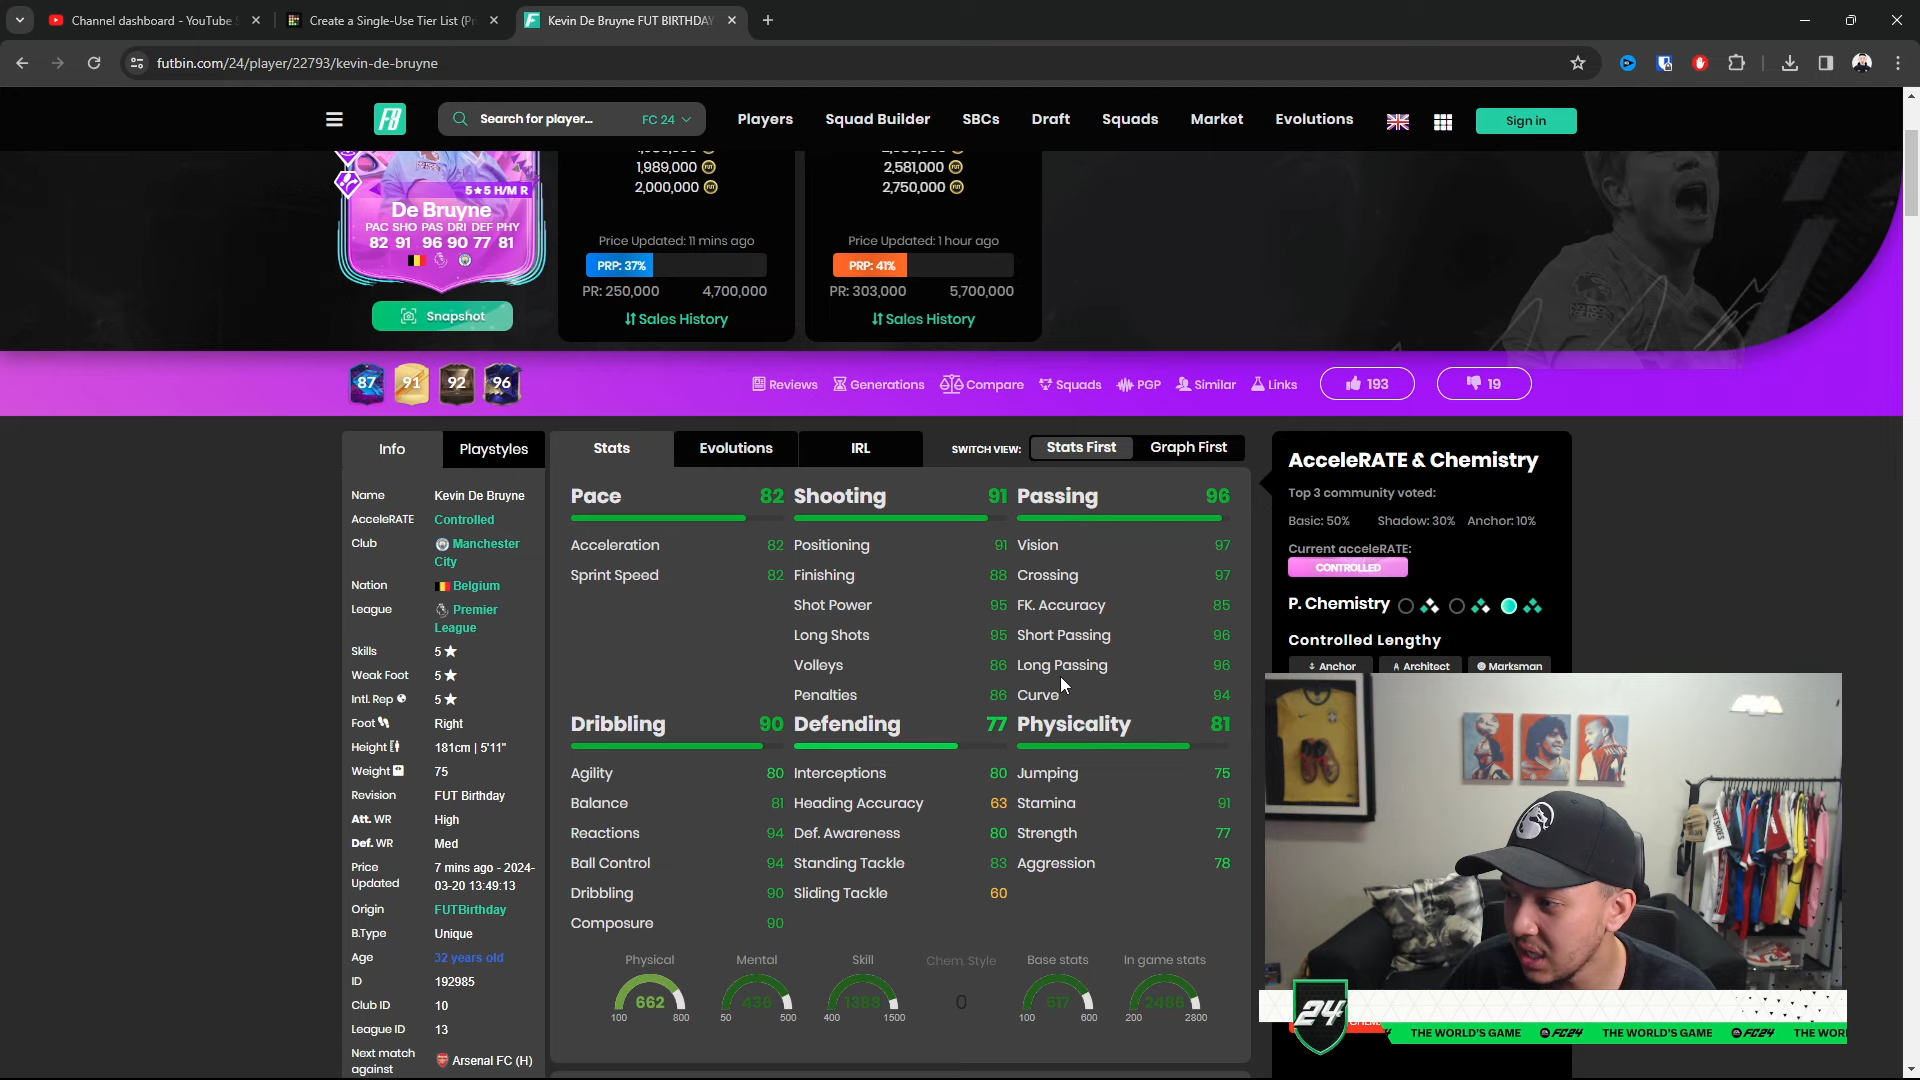 Channel dashboard - YouTube
Create a Single-Use Tier List (Pr
Kevin De Bruyne FUT BIRTHDAY
futbin.com/24/player/22793/kevin-de-bruyne
FB
Search for player...
FC 24
Players
Squad Builder
SBCs
Draft
Squads
Market
Evolutions
Sign in
5★5 H/M R
De Bruyne
PAC SHO PAS DRI DEF PHY
82 91 96 90 77 81
Snapshot
1,989,000
2,000,000
Price Updated: 11 mins ago
PRP: 37%
PR: 250,000 4,700,000
Sales History
2,581,000
2,750,000
Price Updated: 1 hour ago
PRP: 41%
PR: 303,000 5,700,000
Sales History
87 91 92 96
Reviews
Generations
Compare
Squads
PGP
Similar
Links
193
19
Info
Playstyles
Name Kevin De Bruyne
AcceleRATE Controlled
Club Manchester
City
Nation Belgium
League Premier
League
Skills 5★
Weak Foot 5★
Intl. Rep 5★
Foot Right
Height 181cm | 5'11"
Weight 75
Revision FUT Birthday
Att. WR High
Def. WR Med
Price 7 mins ago - 2024-
Updated 03-20 13:49:13
Origin FUTBirthday
B.Type Unique
Age 32 years old
ID 192985
Club ID 10
League ID 13
Next match
against Arsenal FC (H)
Stats
Evolutions
IRL
SWITCH VIEW:
Stats First
Graph First
Pace 82
Acceleration 82
Sprint Speed 82
Shooting 91
Positioning 91
Finishing 88
Shot Power 95
Long Shots 95
Volleys 86
Penalties 86
Passing 96
Vision 97
Crossing 97
FK. Accuracy 85
Short Passing 96
Long Passing 96
Curve 94
Dribbling 90
Agility 80
Balance 81
Reactions 94
Ball Control 94
Dribbling 90
Composure 90
Defending 77
Interceptions 80
Heading Accuracy 63
Def. Awareness 80
Standing Tackle 83
Sliding Tackle 60
Physicality 81
Jumping 75
Stamina 91
Strength 77
Aggression 78
Physical
662
100 800
Mental
436
50 500
Skill
1388
400 1500
Chem. Style
0
Base stats
517
100 600
In game stats
2486
200 2800
AcceleRATE & Chemistry
Top 3 community voted:
Basic: 50% Shadow: 30% Anchor: 10%
Current acceleRATE:
CONTROLLED
P. Chemistry
Controlled Lengthy
Anchor
Architect
Marksman
24
THE WORLD'S GAME
FC24
THE WORLD'S GAME
FC24
THE WOR